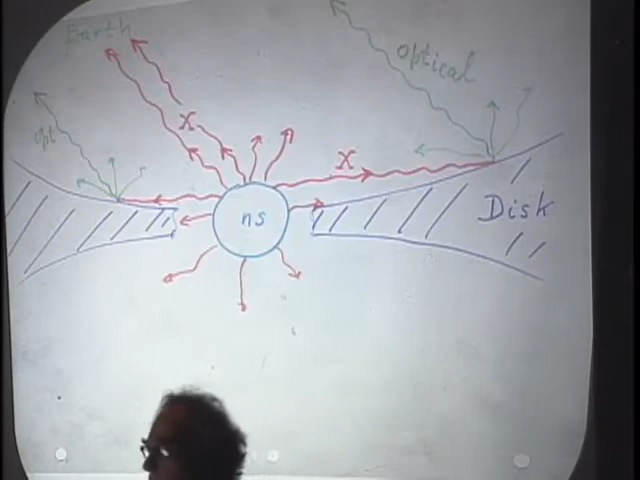 Earth
optical
X
opt
X
ns
Disk